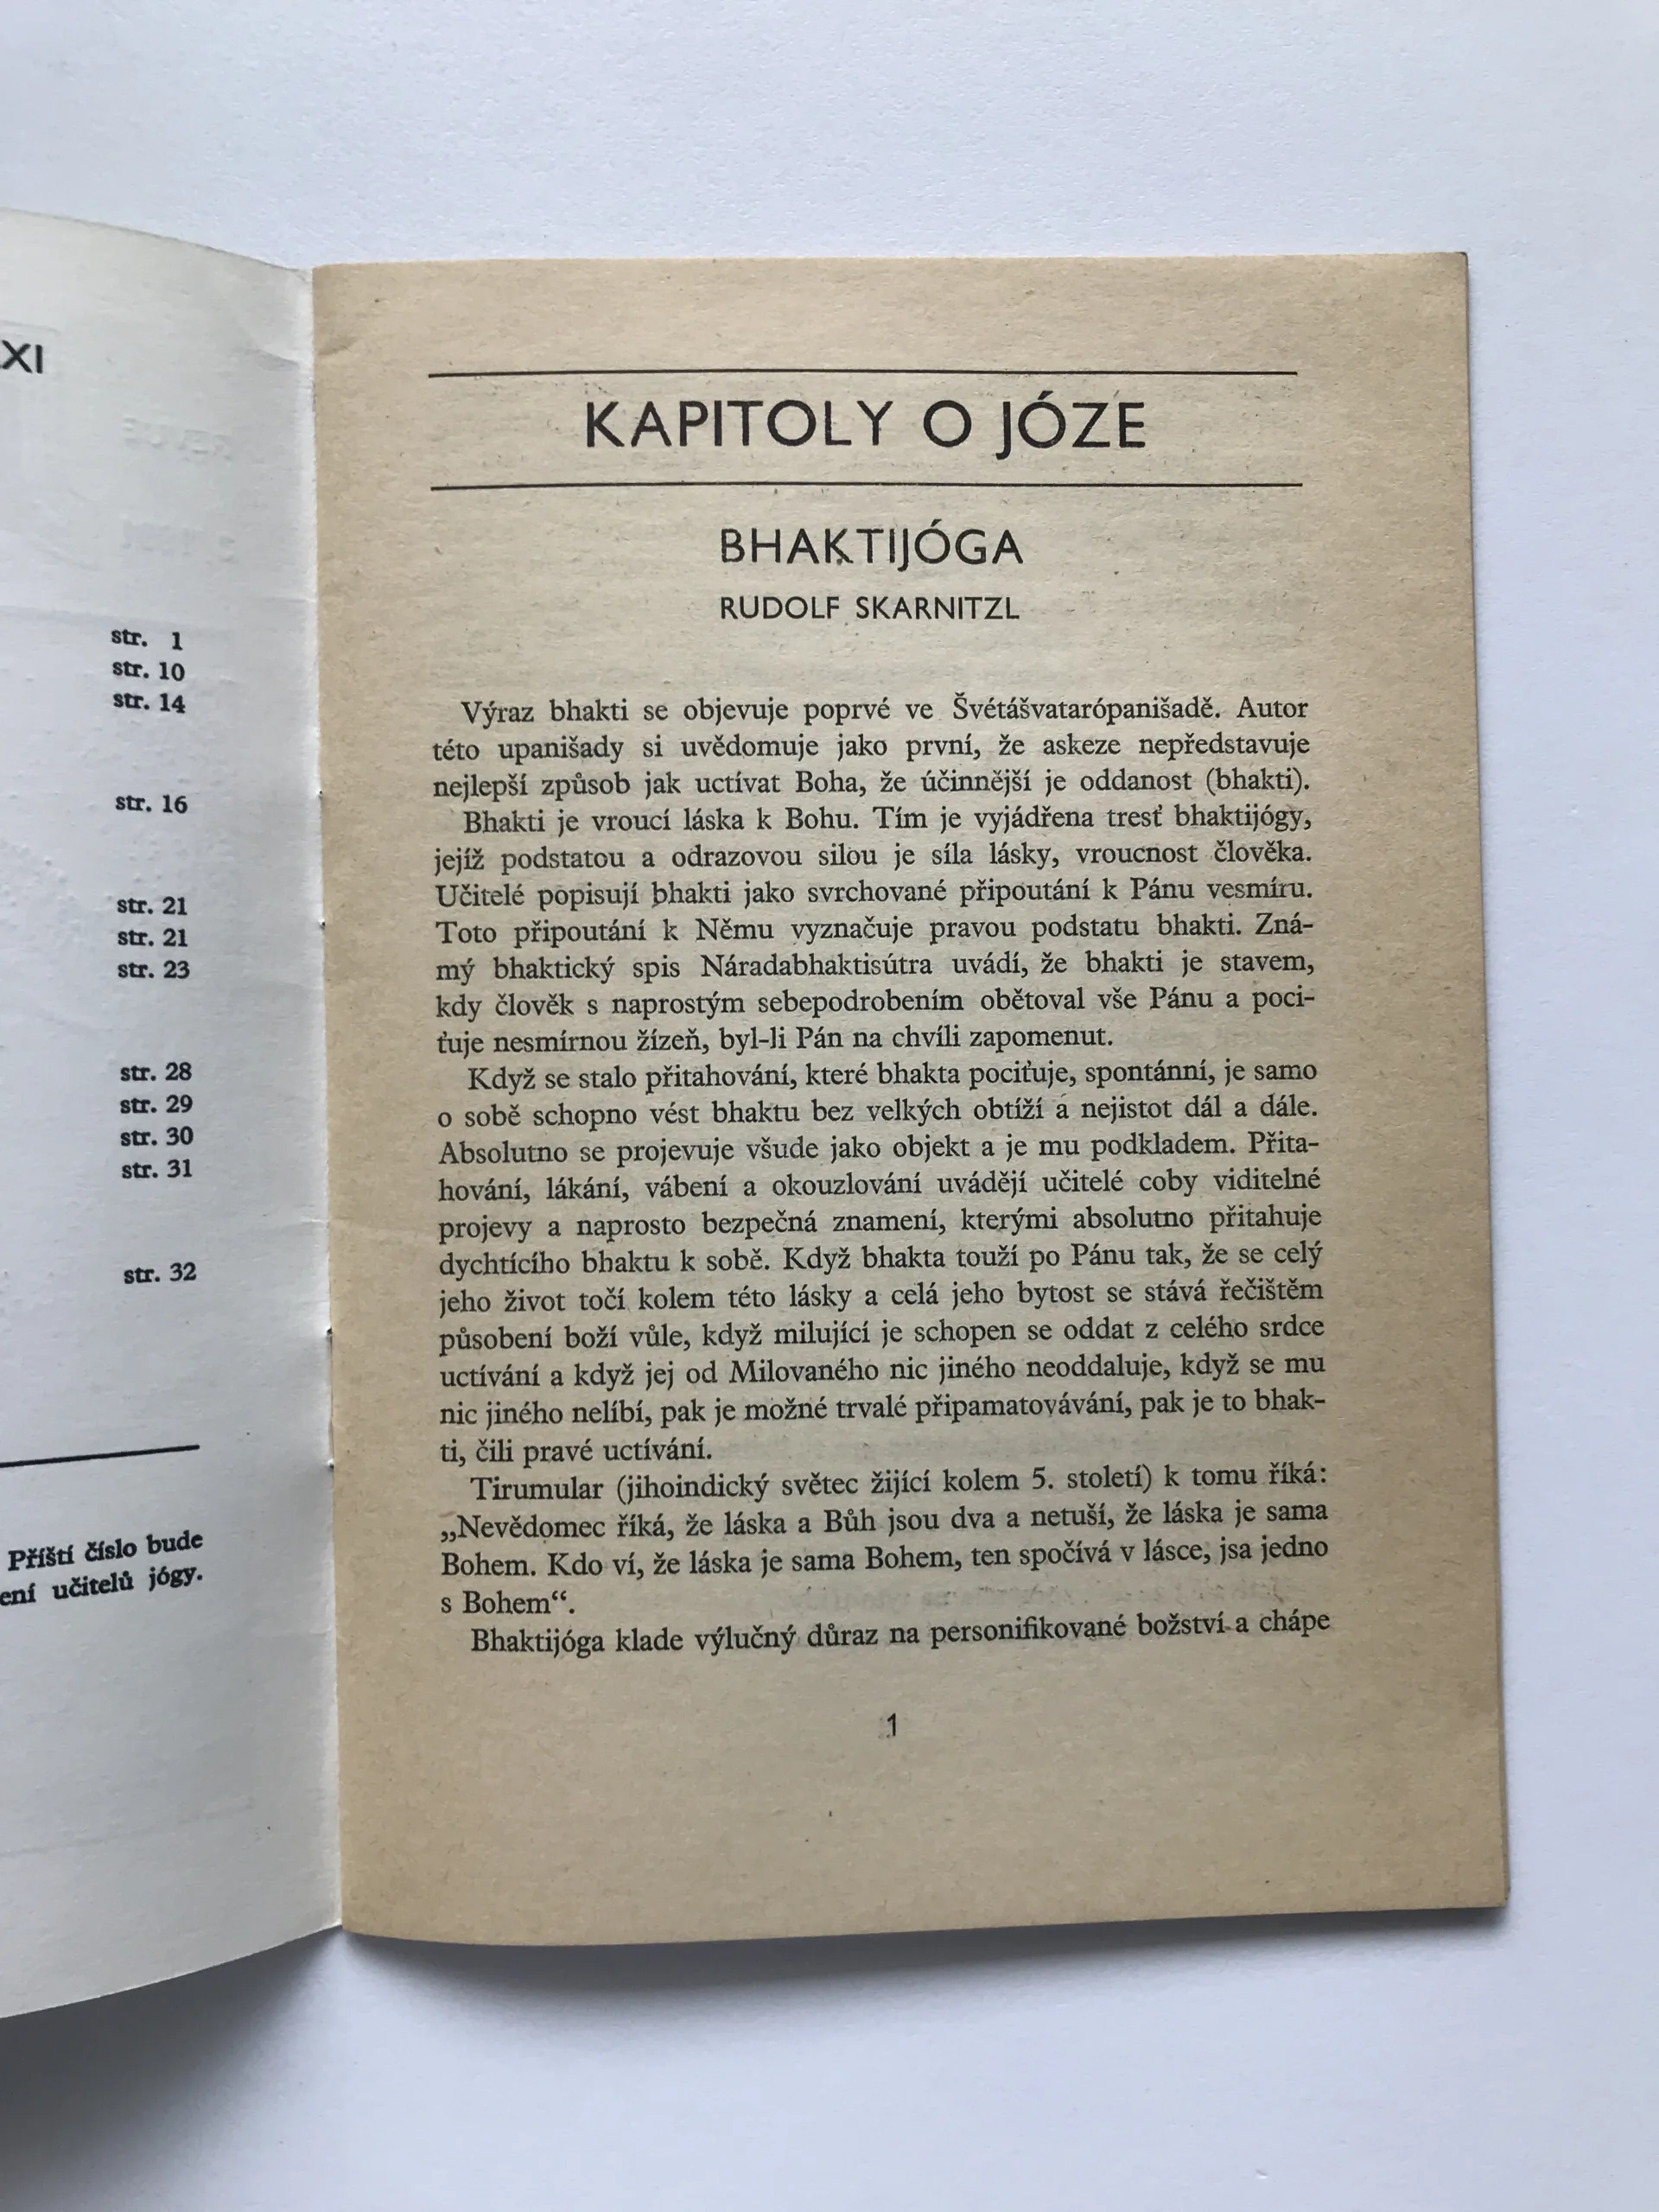 XI
str. 1
str. 10
str. 14
str. 16
str. 21
str. 21
str. 23
str. 28
str. 29
str. 30
str. 31
str. 32
Příští číslo bude
ení učitelů jógy.
KAPITOLY O JÓZE
BHAKTIJÓGA
RUDOLF SKARNITZL
Výraz bhakti se objevuje poprvé ve Švétášvatarópanišadě. Autor
této upanišady si uvědomuje jako první, že askeze nepředstavuje
nejlepší způsob jak uctívat Boha, že účinnější je oddanost (bhakti).
Bhakti je vroucí láska k Bohu. Tím je vyjádřena tresť bhaktijógy,
jejíž podstatou a odrazovou silou je síla lásky, vroucnost člověka.
Učitelé popisují bhakti jako svrchované připoutání k Pánu vesmíru.
Toto připoutání k Němu vyznačuje pravou podstatu bhakti. Zná-
mý bhaktický spis Náradabhaktisútra uvádí, že bhakti je stavem,
kdy člověk s naprostým sebepodrobením obětoval vše Pánu a poci-
ťuje nesmírnou žízeň, byl-li Pán na chvíli zapomenut.
Když se stalo přitahování, které bhakta pociťuje, spontánní, je samo
o sobě schopno vést bhaktu bez velkých obtíží a nejistot dál a dále.
Absolutno se projevuje všude jako objekt a je mu podkladem. Přita-
hování, lákání, vábení a okouzlování uvádějí učitelé coby viditelné
projevy a naprosto bezpečná znamení, kterými absolutno přitahuje
dychtícího bhaktu k sobě. Když bhakta touží po Pánu tak, že se celý
jeho život točí kolem této lásky a celá jeho bytost se stává řečištěm
působení boží vůle, když milující je schopen se oddat z celého srdce
uctívání a když jej od Milovaného nic jiného neoddaluje, když se mu
nic jiného nelíbí, pak je možné trvalé připamatovávání, pak je to bhak-
ti, čili pravé uctívání.
Tirumular (jihoindický světec žijící kolem 5. století) k tomu říká:
„Nevědomec říká, že láska a Bůh jsou dva a netuší, že láska je sama
Bohem. Kdo ví, že láska je sama Bohem, ten spočívá v lásce, jsa jedno
s Bohem“.
Bhaktijóga klade výlučný důraz na personifikované božství a chápe
1